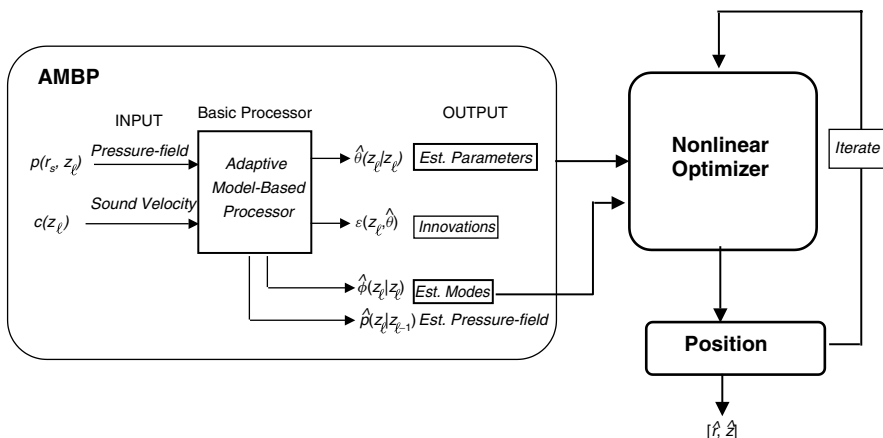 AMBP
INPUT
Basic Processor
OUTPUT
p(r_s, z_ℓ)
Pressure-field
c(z_ℓ)
Sound Velocity
Adaptive
Model-Based
Processor
θ̂(z_ℓ|z_ℓ)
Est. Parameters
ε(z_ℓ,θ̂)
Innovations
ϕ̂(z_ℓ|z_ℓ)
Est. Modes
p̂(z_ℓ|z_ℓ−1) Est. Pressure-field
Nonlinear
Optimizer
Iterate
Position
[r̂, ẑ]